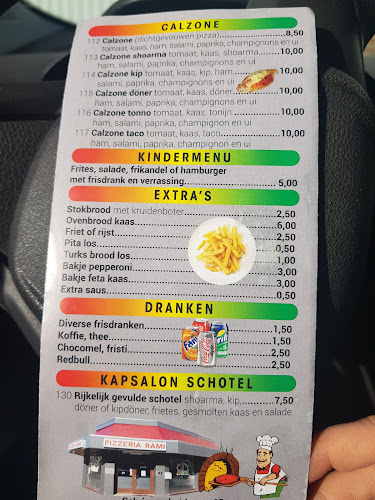 CALZONE
112 Calzone (dichtgevouwen pizza)..........8,50
tomaat, kaas, ham, salami, paprika, champignons en ui
113 Calzone shoarma tomaat, kaas, shoarma,....10,00
ham, salami, paprika, champignons en ui
114 Calzone kip tomaat, kaas, kip, ham,....10,00
salami, paprika, champignons en ui
115 Calzone döner tomaat, kaas, döner,....10,00
ham, salami, paprika, champignons en ui
116 Calzone tonno tomaat, kaas, tonijn,....10,00
ham, salami, paprika, champignons en ui
117 Calzone taco tomaat, kaas, taco,....10,00
ham, salami, paprika, champignon en ui
KINDERMENU
Frites, salade, frikandel of hamburger
met frisdrank en verrassing....5,00
EXTRA'S
Stokbrood met kruidenboter....2,50
Ovenbrood kaas....6,00
Friet of rijst....2,50
Pita los....0,50
Turks brood los....1,00
Bakje pepperoni....3,00
Bakje feta kaas....3,00
Extra saus....0,50
DRANKEN
Diverse frisdranken....1,50
Koffie, thee....1,50
Chocomel, fristi....2,50
Redbull....2,50
KAPSALON SCHOTEL
130 Rijkelijk gevulde schotel shoarma, kip,....7,50
döner of kipdöner, frietes, gesmolten kaas en salade
PIZZERIA RAMI